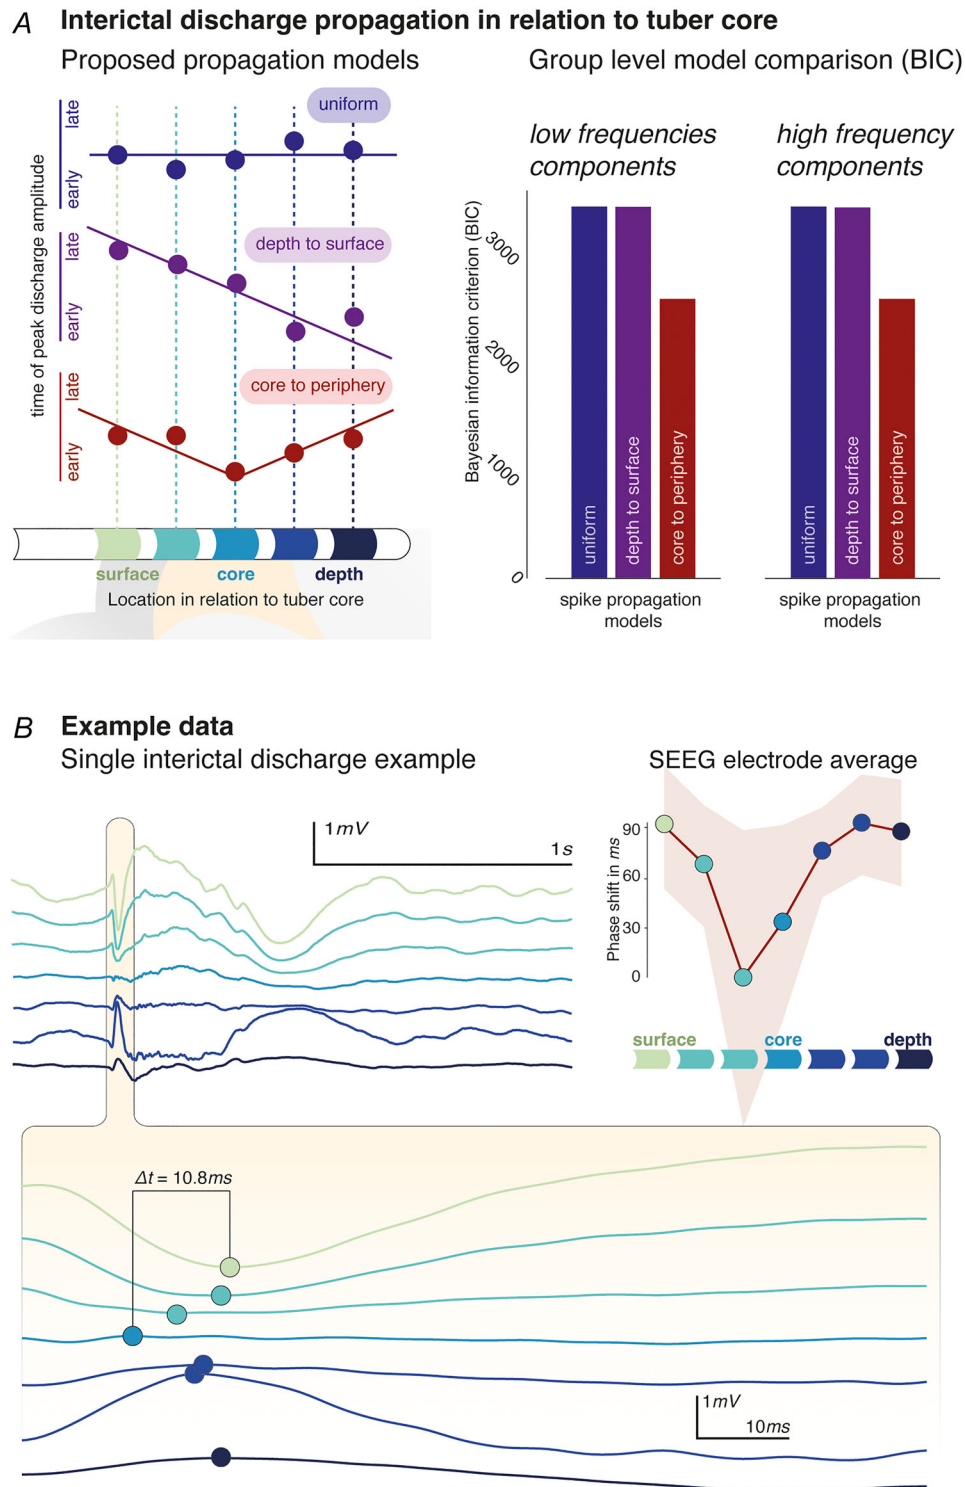 A Interictal discharge propagation in relation to tuber core
Proposed propagation models
time of peak discharge amplitude
late
early
uniform
late
early
depth to surface
late
early
core to periphery
surface core depth
Location in relation to tuber core
Group level model comparison (BIC)
low frequencies
components
high frequency
components
Bayesian information criterion (BIC)
3000
2000
1000
0
uniform
depth to surface
core to periphery
spike propagation
models
uniform
depth to surface
core to periphery
spike propagation
models
B Example data
Single interictal discharge example
1mV
1s
SEEG electrode average
Phase shift in ms
90
60
30
0
surface core depth
Δt = 10.8ms
1mV
10ms